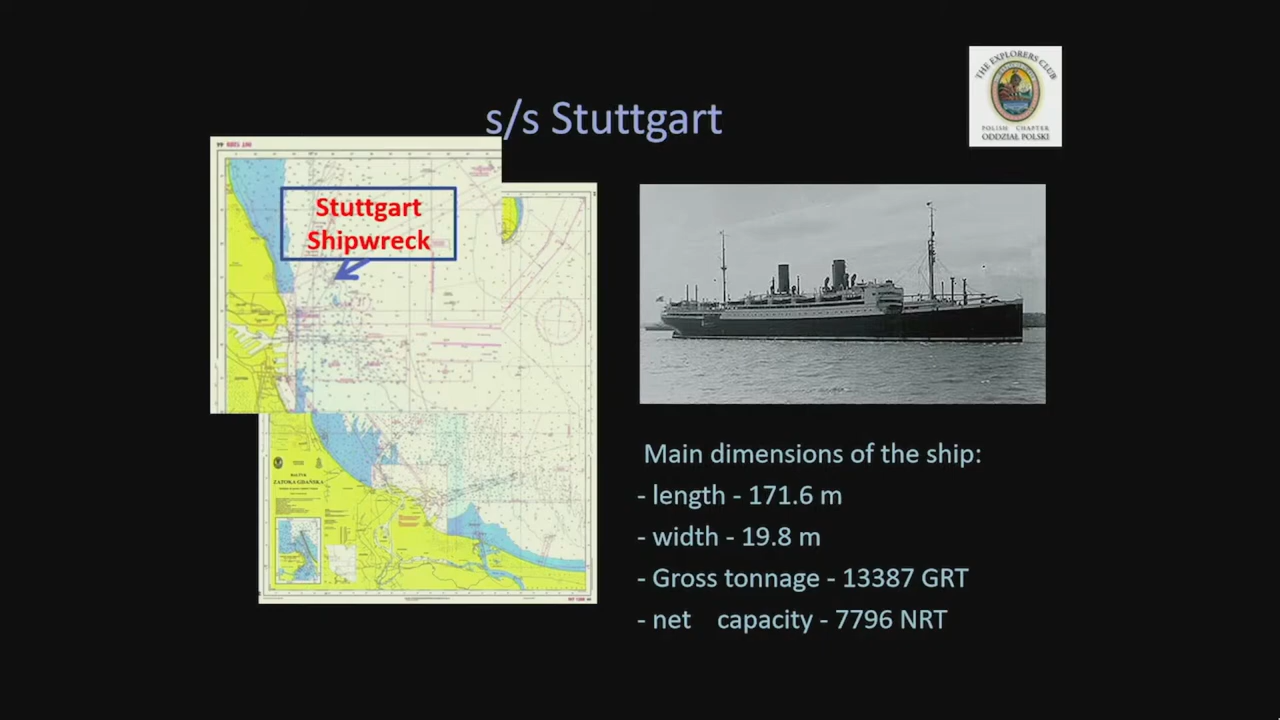 s/s Stuttgart
THE EXPLORERS CLUB
POLISH CHAPTER
ODDZIAŁ POLSKI
Stuttgart
Shipwreck
ZATOKA GDAŃSKA
Main dimensions of the ship:
- length - 171.6 m
- width - 19.8 m
- Gross tonnage - 13387 GRT
- net capacity - 7796 NRT